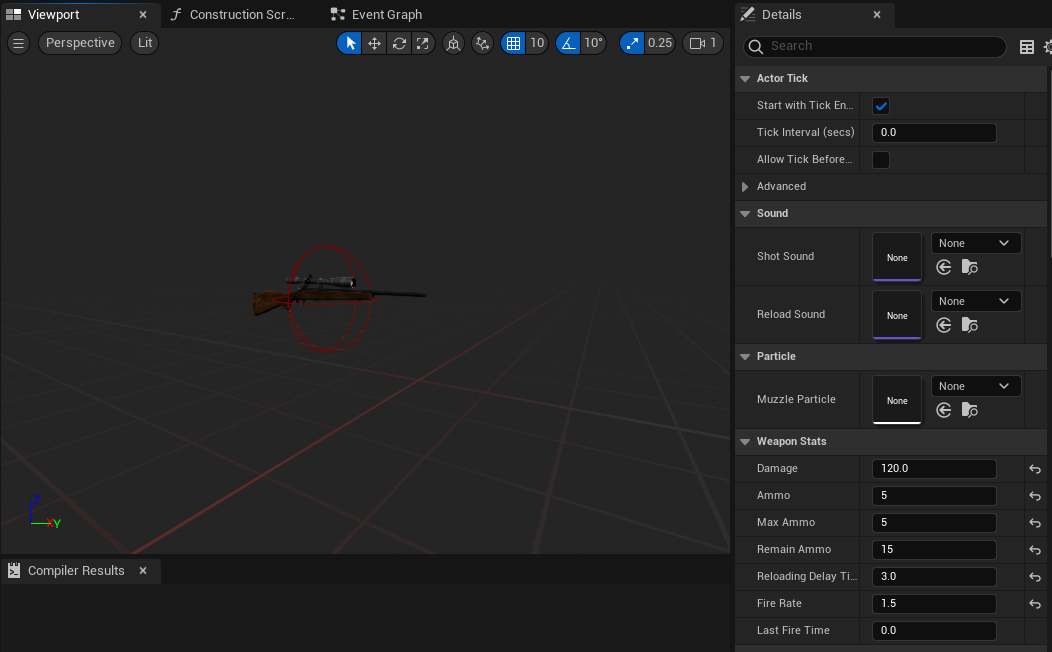 Viewport
Construction Scr...
Event Graph
Perspective
Lit
10
10°
0.25
1
Z
X
Y
Compiler Results
Details
Search
Actor Tick
Start with Tick En...
Tick Interval (secs)
0.0
Allow Tick Before...
Advanced
Sound
Shot Sound
None
None
Reload Sound
None
None
Particle
Muzzle Particle
None
None
Weapon Stats
Damage
120.0
Ammo
5
Max Ammo
5
Remain Ammo
15
Reloading Delay Ti...
3.0
Fire Rate
1.5
Last Fire Time
0.0